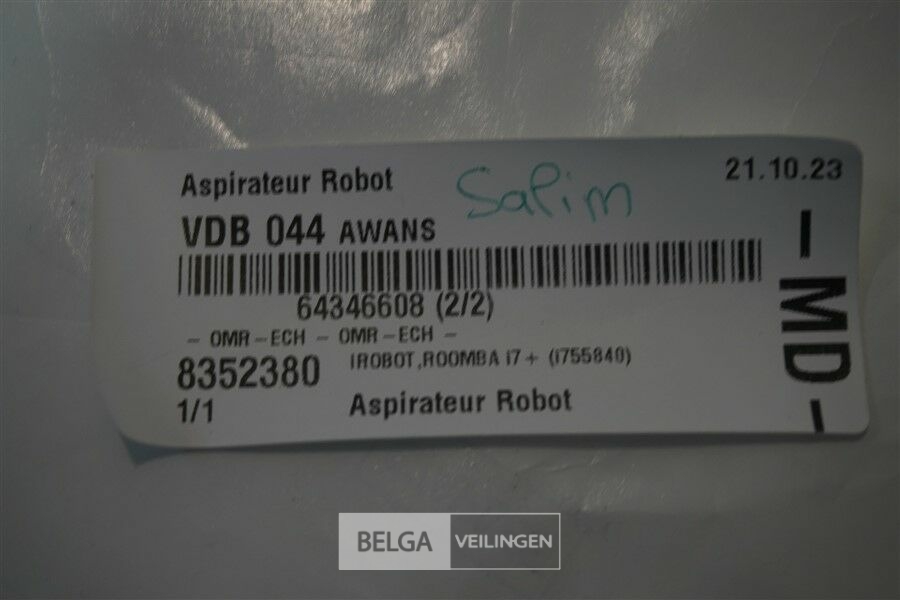 Aspirateur Robot
Salim
21.10.23
VDB 044 AWANS
64346608 (2/2)
- OMR - ECH - OMR - ECH -
8352380
IROBOT,ROOMBA i7+ (i755840)
1/1
Aspirateur Robot
- MD -
BELGA VEILINGEN